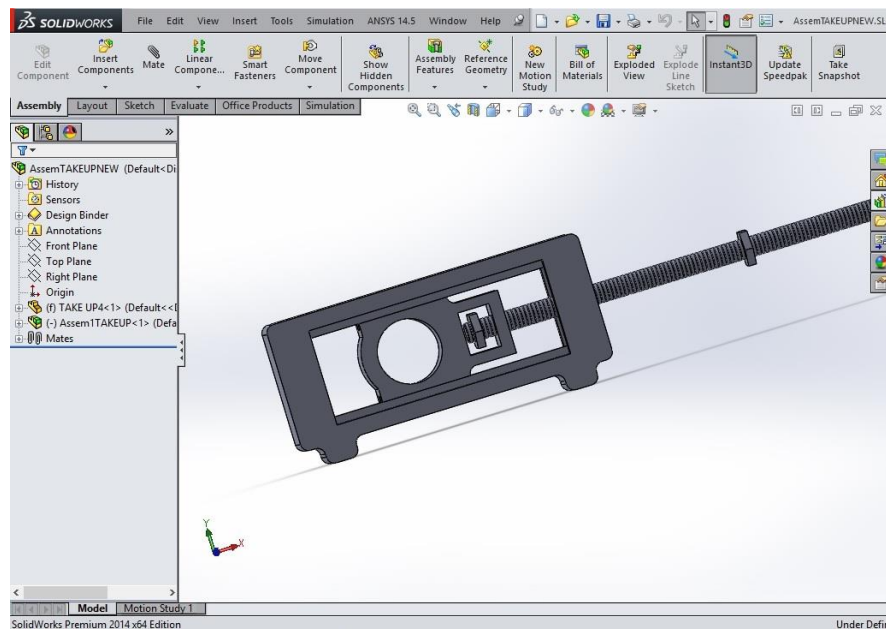 SOLIDWORKS File Edit View Insert Tools Simulation ANSYS 14.5 Window Help AssemTAKEUPNEW.SL
Edit Component
Insert Components
Mate
Linear Compone...
Smart Fasteners
Move Component
Show Hidden Components
Assembly Features
Reference Geometry
New Motion Study
Bill of Materials
Exploded View
Explode Line Sketch
Instant3D
Update Speedpak
Take Snapshot
Assembly Layout Sketch Evaluate Office Products Simulation
AssemTAKEUPNEW (Default<Di
History
Sensors
Design Binder
Annotations
Front Plane
Top Plane
Right Plane
Origin
(f) TAKE UP4<1> (Default<<
(-) Assem1TAKEUP<1> (Defa
Mates
Y
X
Model Motion Study 1
SolidWorks Premium 2014 x64 Edition Under Defi